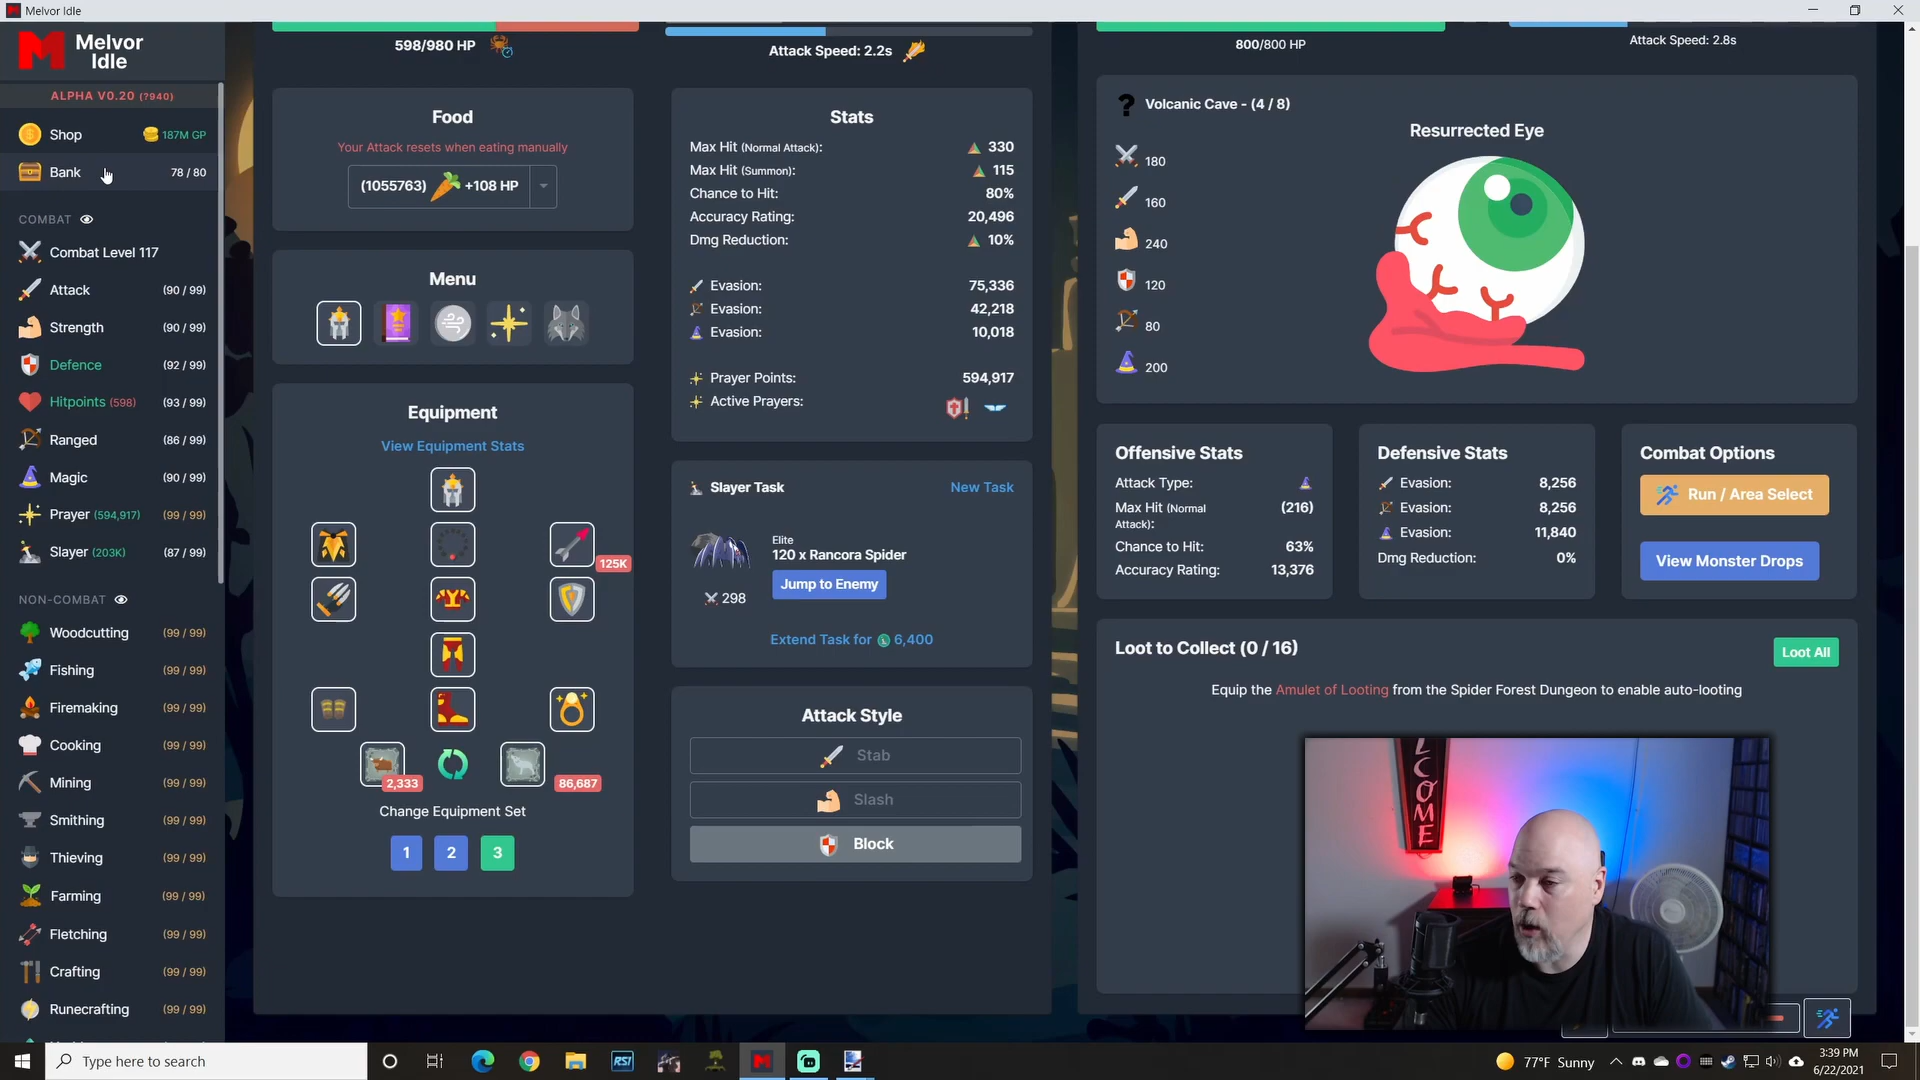 Melvor Idle
Melvor
Idle
ALPHA V0.20 (?940)
Shop 187M GP
Bank 78 / 80
COMBAT
Combat Level 117
Attack (90 / 99)
Strength (90 / 99)
Defence (92 / 99)
Hitpoints (598) (93 / 99)
Ranged (86 / 99)
Magic (90 / 99)
Prayer (594,917) (99 / 99)
Slayer (203K) (87 / 99)
NON-COMBAT
Woodcutting (99 / 99)
Fishing (99 / 99)
Firemaking (99 / 99)
Cooking (99 / 99)
Mining (99 / 99)
Smithing (99 / 99)
Thieving (99 / 99)
Farming (99 / 99)
Fletching (99 / 99)
Crafting (99 / 99)
Runecrafting (99 / 99)
598/980 HP
Food
Your Attack resets when eating manually
(1055763) +108 HP
Menu
Equipment
View Equipment Stats
125K
2,333
86,687
Change Equipment Set
1 2 3
Attack Speed: 2.2s
Stats
Max Hit (Normal Attack): 330
Max Hit (Summon): 115
Chance to Hit: 80%
Accuracy Rating: 20,496
Dmg Reduction: 10%
Evasion: 75,336
Evasion: 42,218
Evasion: 10,018
Prayer Points: 594,917
Active Prayers:
Slayer Task New Task
Elite
120 x Rancora Spider
Jump to Enemy
298
Extend Task for 6,400
Attack Style
Stab
Slash
Block
800/800 HP
Attack Speed: 2.8s
Volcanic Cave - (4 / 8)
Resurrected Eye
180
160
240
120
80
200
Offensive Stats
Attack Type:
Max Hit (Normal Attack): (216)
Chance to Hit: 63%
Accuracy Rating: 13,376
Defensive Stats
Evasion: 8,256
Evasion: 8,256
Evasion: 11,840
Dmg Reduction: 0%
Combat Options
Run / Area Select
View Monster Drops
Loot to Collect (0 / 16) Loot All
Equip the Amulet of Looting from the Spider Forest Dungeon to enable auto-looting
LCOME
Type here to search
RSI
77°F Sunny
3:39 PM
6/22/2021